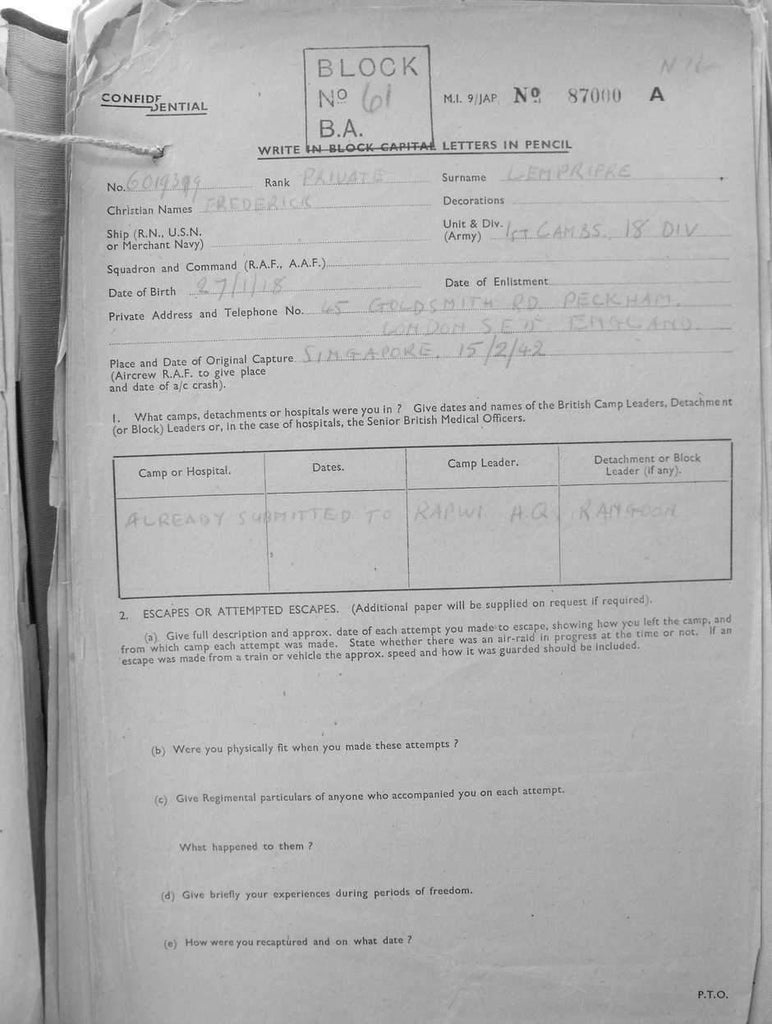 BLOCK
Nº 61
B.A.
CONFIDENTIAL
M.I. 9/JAP Nº 87000 A
NIL
WRITE IN BLOCK CAPITAL LETTERS IN PENCIL
No. 6019399 Rank PRIVATE Surname LEMPRIERE
Christian Names FREDERICK Decorations
Ship (R.N., U.S.N. or Merchant Navy) Unit & Div. (Army) 1ST CAMBS. 18 DIV
Squadron and Command (R.A.F., A.A.F.)
Date of Birth 27/1/18 Date of Enlistment
Private Address and Telephone No. 45 GOLDSMITH RD PECKHAM.
LONDON S.E.15. ENGLAND.
Place and Date of Original Capture SINGAPORE. 15/2/42
(Aircrew R.A.F. to give place
and date of a/c crash).
1. What camps, detachments or hospitals were you in ? Give dates and names of the British Camp Leaders, Detachment
(or Block) Leaders or, in the case of hospitals, the Senior British Medical Officers.
Camp or Hospital. Dates. Camp Leader. Detachment or Block Leader (if any).
ALREADY SUBMITTED TO RAPWI H.Q. RANGOON
2. ESCAPES OR ATTEMPTED ESCAPES. (Additional paper will be supplied on request if required).
(a) Give full description and approx. date of each attempt you made to escape, showing how you left the camp, and
from which camp each attempt was made. State whether there was an air-raid in progress at the time or not. If an
escape was made from a train or vehicle the approx. speed and how it was guarded should be included.
(b) Were you physically fit when you made these attempts ?
(c) Give Regimental particulars of anyone who accompanied you on each attempt.
What happened to them ?
(d) Give briefly your experiences during periods of freedom.
(e) How were you recaptured and on what date ?
P.T.O.